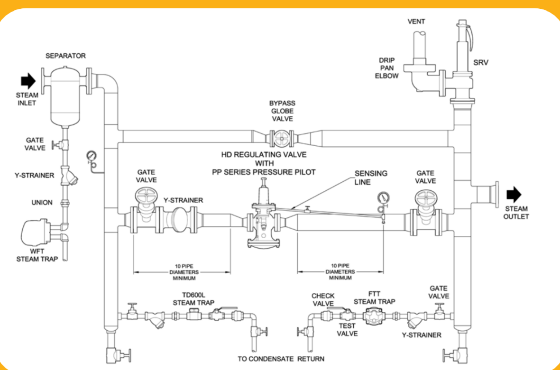 VENT
SEPARATOR
DRIP
PAN
ELBOW
SRV
STEAM
INLET
BYPASS
GLOBE
VALVE
GATE
VALVE
HD REGULATING VALVE
WITH
PP SERIES PRESSURE PILOT
SENSING
LINE
Y-STRAINER
GATE
VALVE
Y-STRAINER
GATE
VALVE
UNION
STEAM
OUTLET
WFT
STEAM TRAP
10 PIPE
DIAMETERS
MINIMUM
10 PIPE
DIAMETERS
MINIMUM
TD600L
STEAM TRAP
CHECK
VALVE
FTT
STEAM TRAP
GATE
VALVE
TEST
VALVE
Y-STRAINER
TO CONDENSATE RETURN